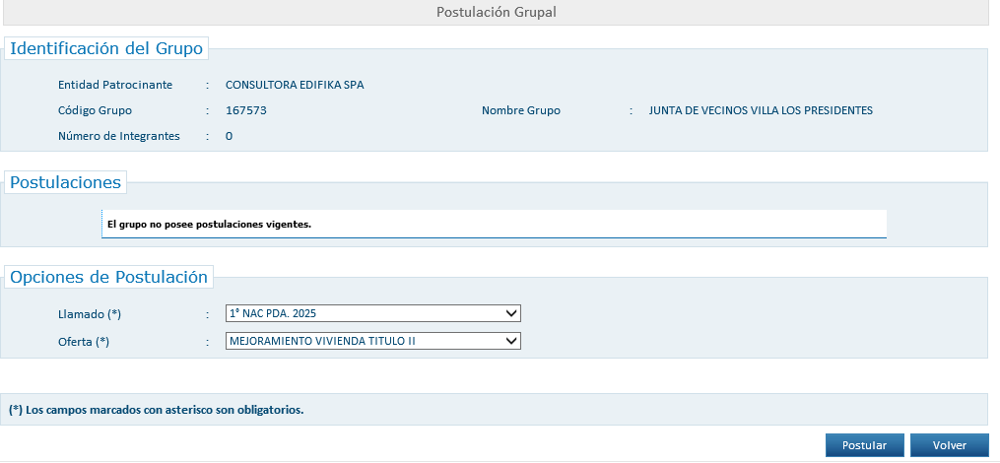 Postulación Grupal
Identificación del Grupo
Entidad Patrocinante : CONSULTORA EDIFIKA SPA
Código Grupo : 167573 Nombre Grupo : JUNTA DE VECINOS VILLA LOS PRESIDENTES
Número de Integrantes : 0
Postulaciones
El grupo no posee postulaciones vigentes.
Opciones de Postulación
Llamado (*) : 1° NAC PDA. 2025
Oferta (*) : MEJORAMIENTO VIVIENDA TITULO II
(*) Los campos marcados con asterisco son obligatorios.
Postular Volver